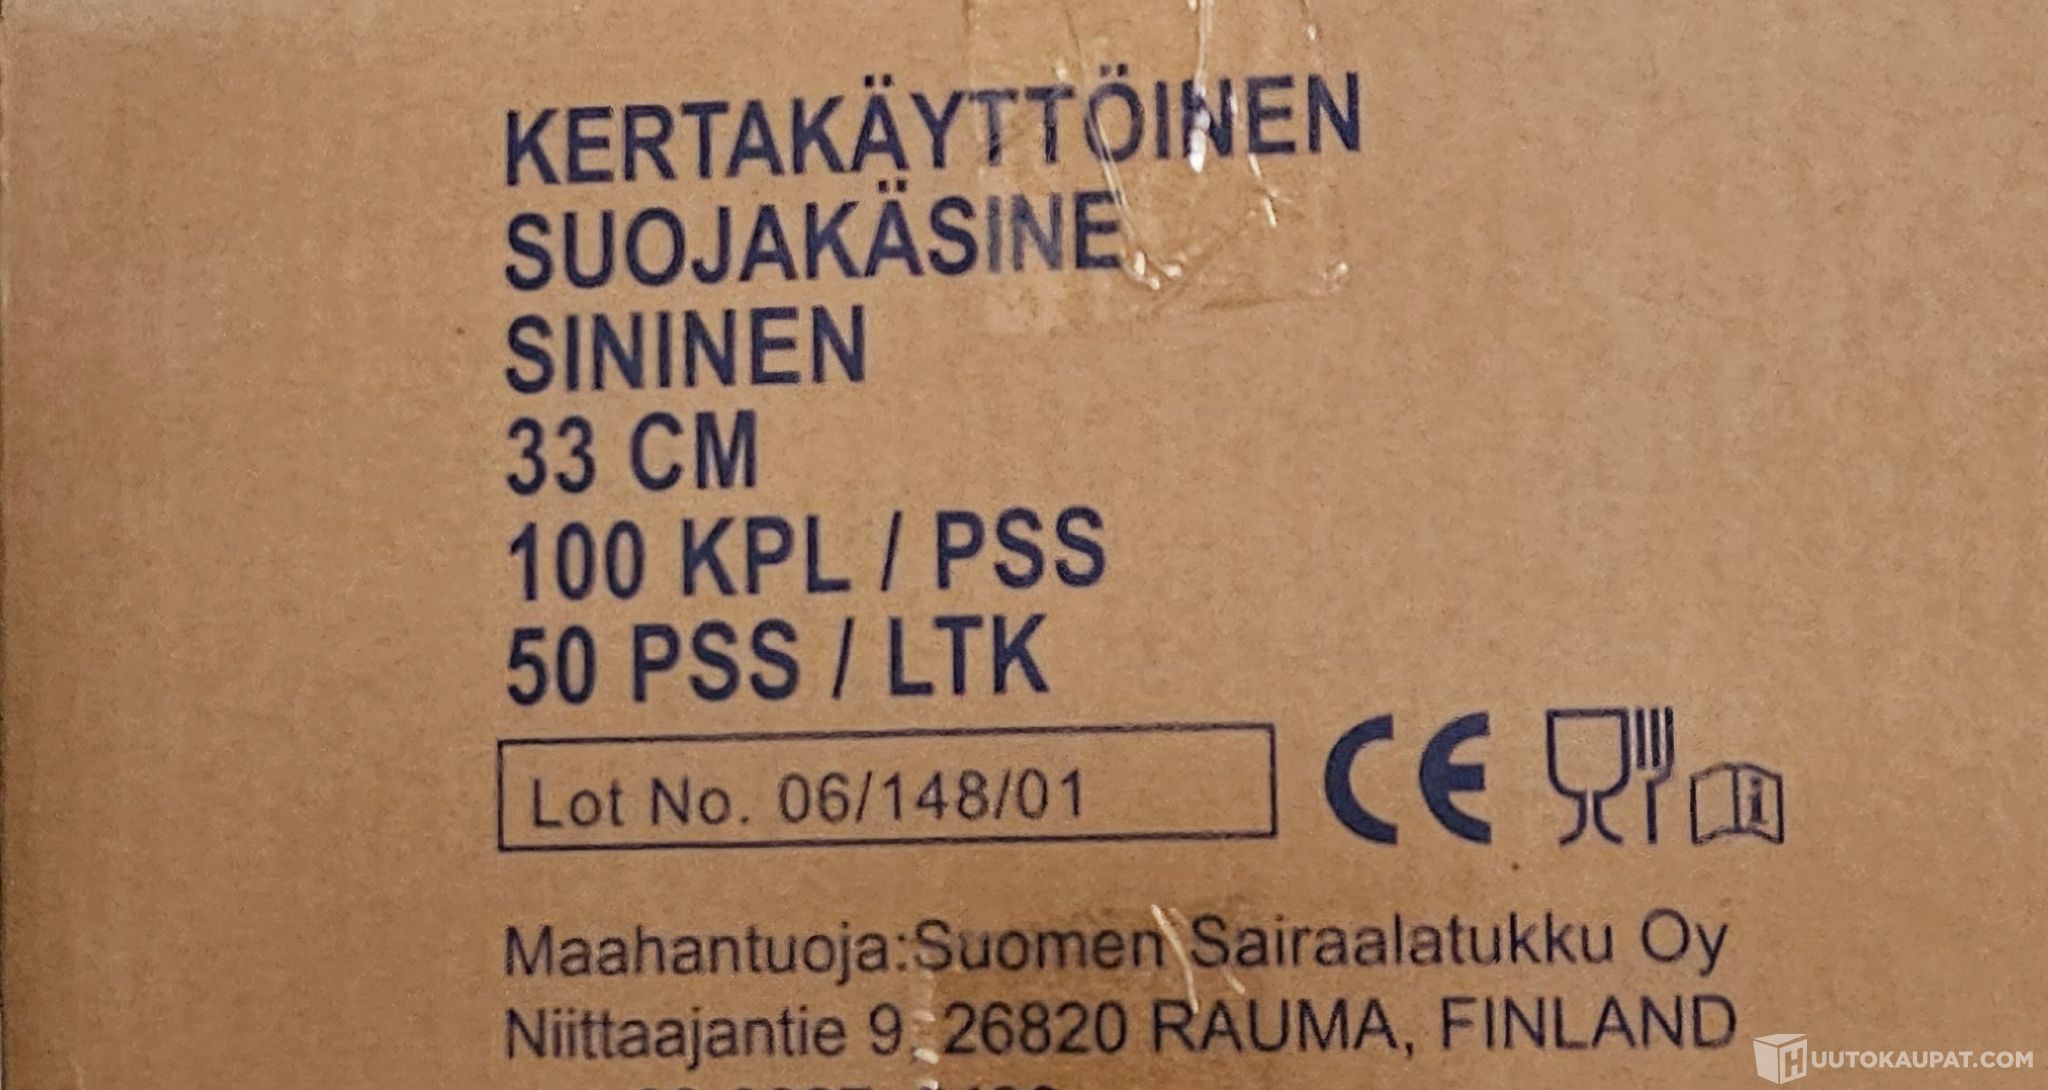 KERTAKÄYTTÖINEN
SUOJAKÄSINE
SININEN
33 CM
100 KPL / PSS
50 PSS / LTK
Lot No. 06/148/01
CE
Maahantuoja:Suomen Sairaalatukku Oy
Niittaajantie 9, 26820 RAUMA, FINLAND
HUUTOKAUPAT.COM